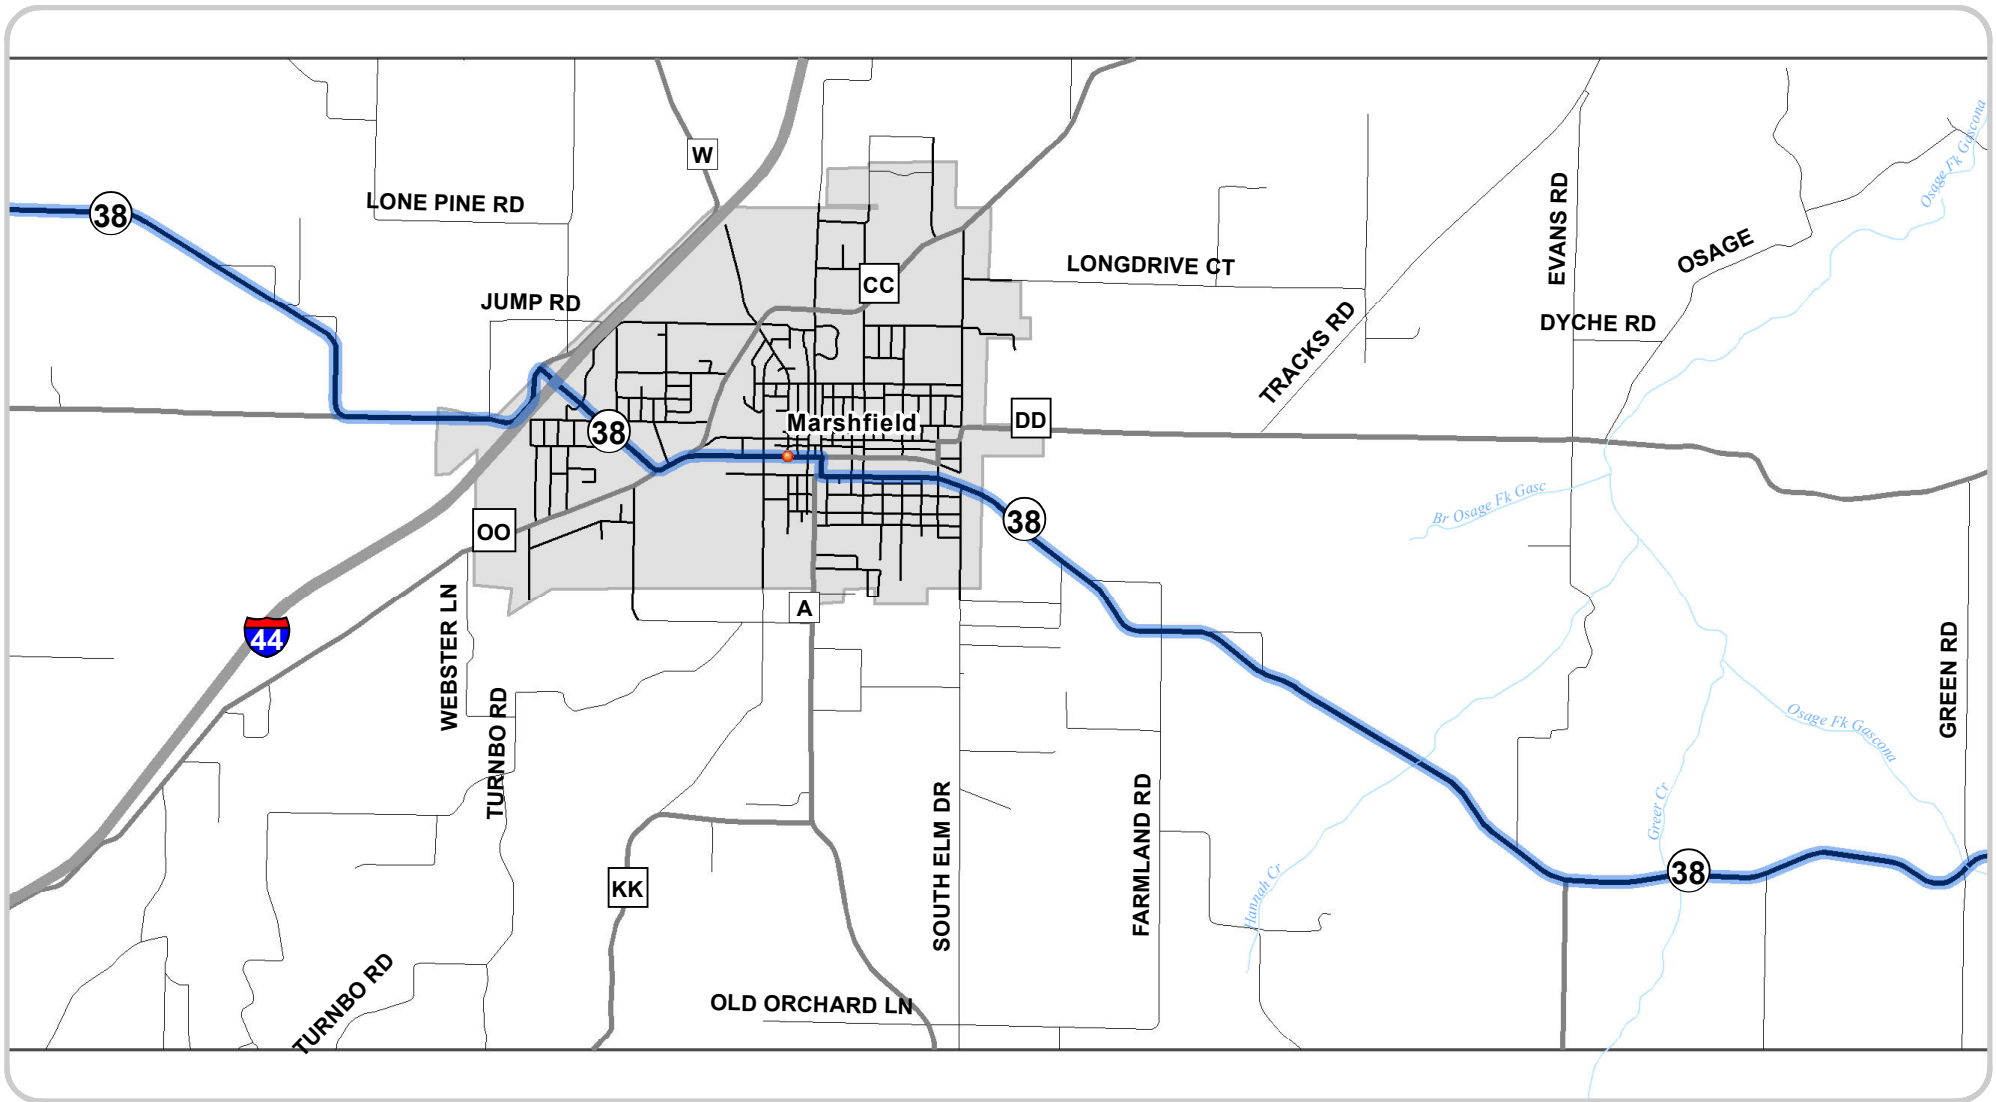 Osage Fk Gascona
W
38
LONE PINE RD
EVANS RD
OSAGE
LONGDRIVE CT
CC
JUMP RD
DYCHE RD
TRACKS RD
Marshfield
DD
38
Br Osage Fk Gasc
38
OO
A
44
WEBSTER LN
GREEN RD
TURNBO RD
Osage Fk Gascona
SOUTH ELM DR
FARMLAND RD
Greer Cr
38
KK
Hannah Cr
TURNBO RD
OLD ORCHARD LN